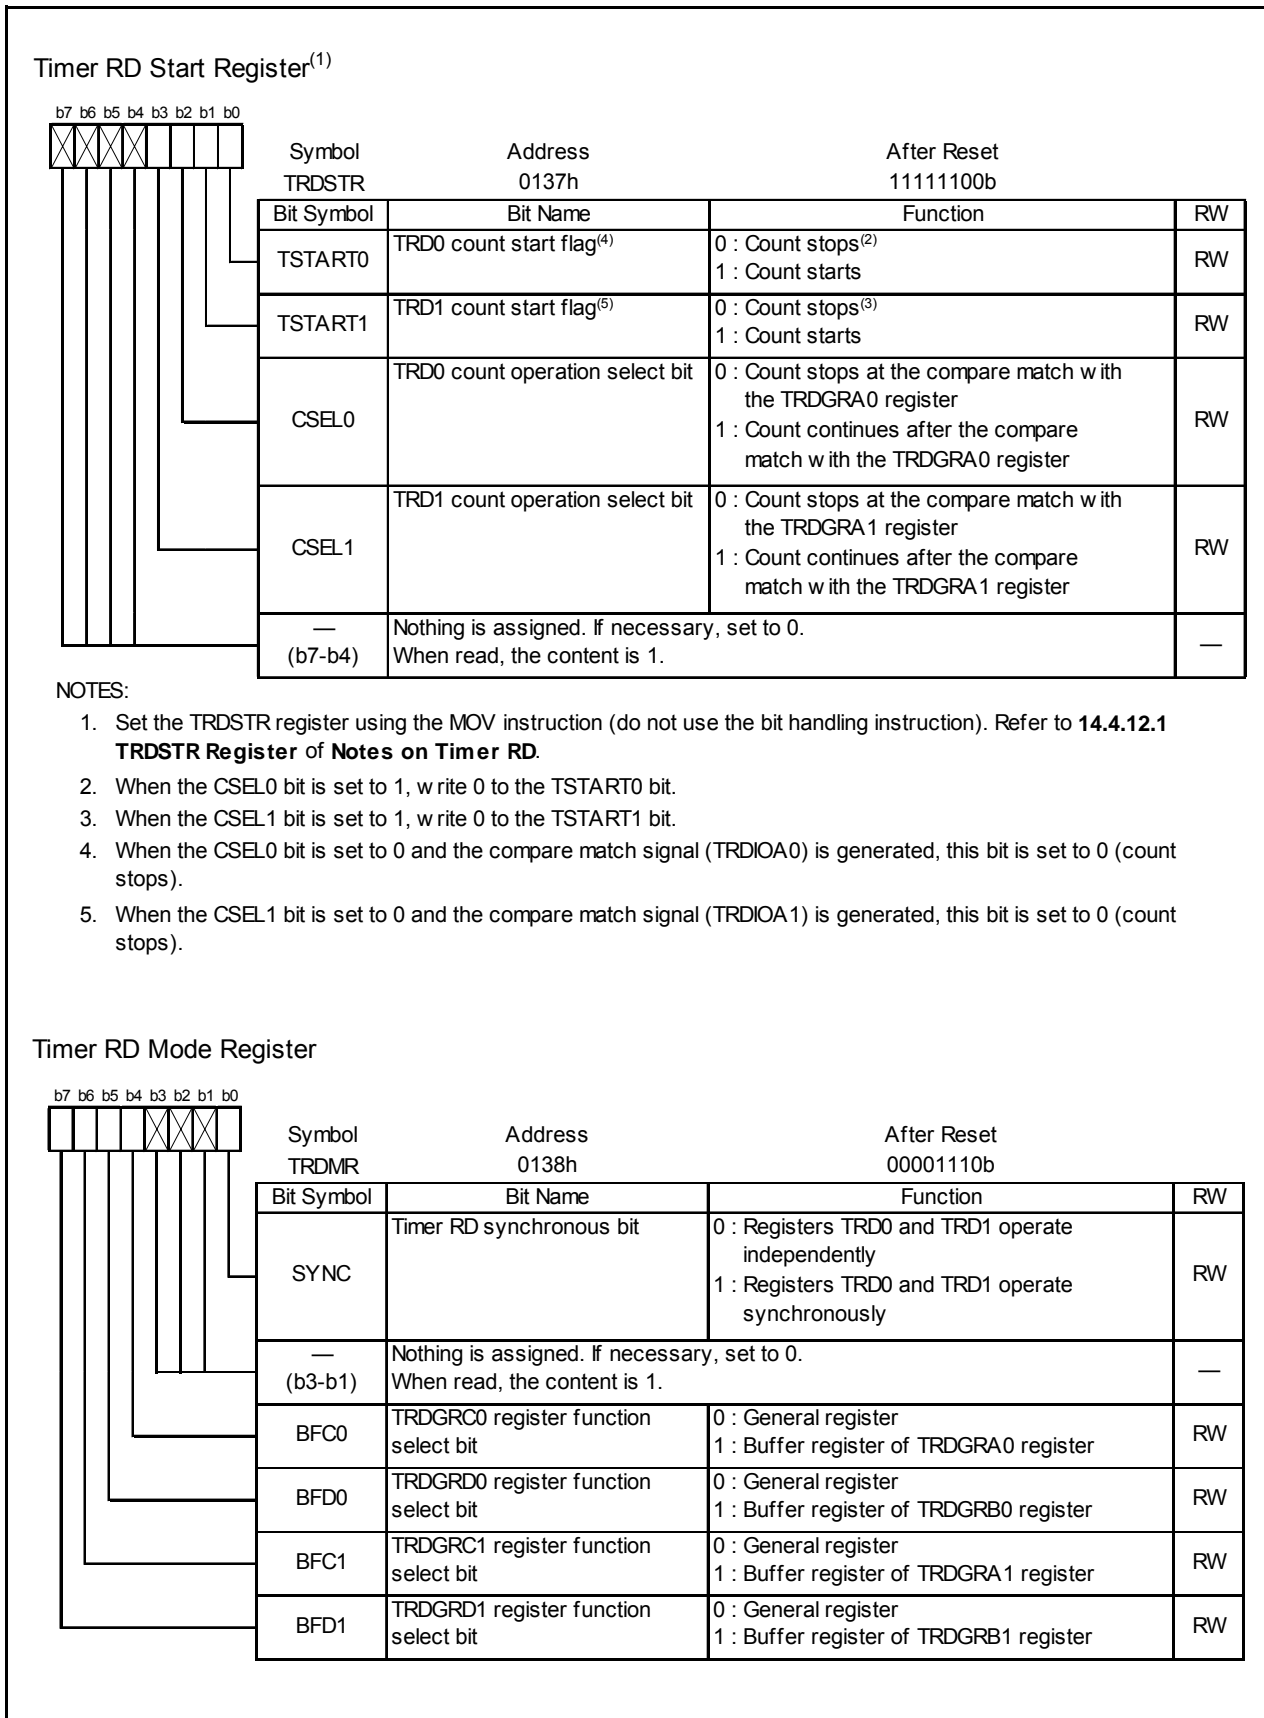 Timer RD Start Register(1)
b7 b6 b5 b4 b3 b2 b1 b0
Symbol Address After Reset
TRDSTR 0137h 11111100b
Bit Symbol Bit Name Function RW
TSTART0 TRD0 count start flag(4) 0 : Count stops(2) RW
1 : Count starts
TSTART1 TRD1 count start flag(5) 0 : Count stops(3) RW
1 : Count starts
CSEL0 TRD0 count operation select bit 0 : Count stops at the compare match with RW
the TRDGRA0 register
1 : Count continues after the compare
match with the TRDGRA0 register
CSEL1 TRD1 count operation select bit 0 : Count stops at the compare match with RW
the TRDGRA1 register
1 : Count continues after the compare
match with the TRDGRA1 register
— Nothing is assigned. If necessary, set to 0. —
(b7-b4) When read, the content is 1.
NOTES:
1. Set the TRDSTR register using the MOV instruction (do not use the bit handling instruction). Refer to 14.4.12.1
TRDSTR Register of Notes on Timer RD.
2. When the CSEL0 bit is set to 1, write 0 to the TSTART0 bit.
3. When the CSEL1 bit is set to 1, write 0 to the TSTART1 bit.
4. When the CSEL0 bit is set to 0 and the compare match signal (TRDIOA0) is generated, this bit is set to 0 (count
stops).
5. When the CSEL1 bit is set to 0 and the compare match signal (TRDIOA1) is generated, this bit is set to 0 (count
stops).
Timer RD Mode Register
b7 b6 b5 b4 b3 b2 b1 b0
Symbol Address After Reset
TRDMR 0138h 00001110b
Bit Symbol Bit Name Function RW
SYNC Timer RD synchronous bit 0 : Registers TRD0 and TRD1 operate RW
independently
1 : Registers TRD0 and TRD1 operate
synchronously
— Nothing is assigned. If necessary, set to 0. —
(b3-b1) When read, the content is 1.
BFC0 TRDGRC0 register function 0 : General register RW
select bit 1 : Buffer register of TRDGRA0 register
BFD0 TRDGRD0 register function 0 : General register RW
select bit 1 : Buffer register of TRDGRB0 register
BFC1 TRDGRC1 register function 0 : General register RW
select bit 1 : Buffer register of TRDGRA1 register
BFD1 TRDGRD1 register function 0 : General register RW
select bit 1 : Buffer register of TRDGRB1 register